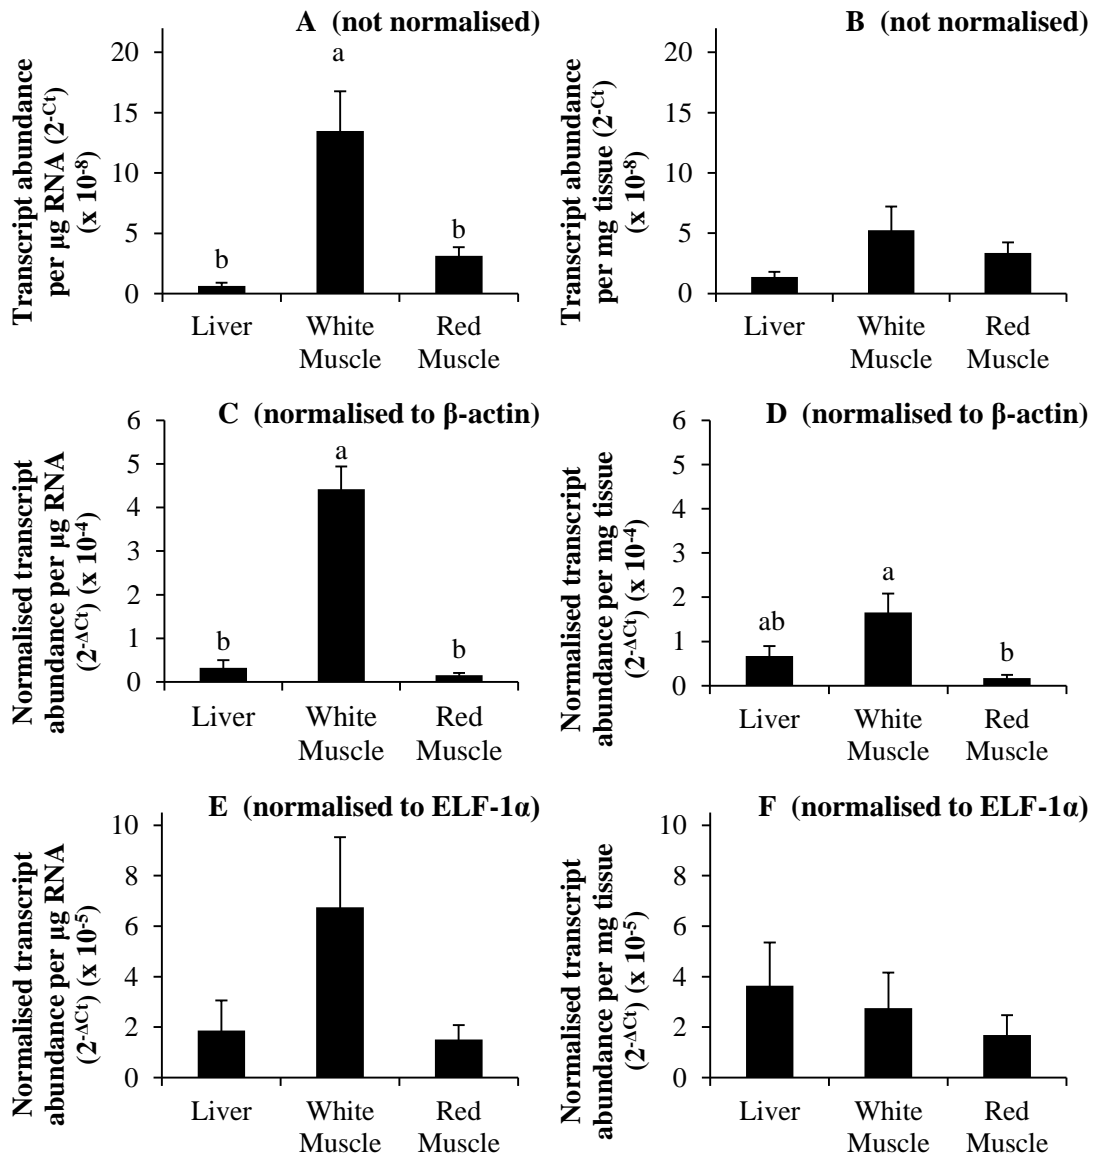 A (not normalised)
Transcript abundance
per µg RNA (2-Ct)
(x 10-8)
20
15
10
5
0
b
a
b
Liver
White
Muscle
Red
Muscle
B (not normalised)
Transcript abundance
per mg tissue (2-Ct)
(x 10-8)
20
15
10
5
0
Liver
White
Muscle
Red
Muscle
C (normalised to β-actin)
Normalised transcript
abundance per µg RNA
(2-ΔCt) (x 10-4)
6
5
4
3
2
1
0
b
a
b
Liver
White
Muscle
Red
Muscle
D (normalised to β-actin)
Normalised transcript
abundance per mg tissue
(2-ΔCt) (x 10-4)
6
5
4
3
2
1
0
ab
a
b
Liver
White
Muscle
Red
Muscle
E (normalised to ELF-1α)
Normalised transcript
abundance per µg RNA
(2-ΔCt) (x 10-5)
10
8
6
4
2
0
Liver
White
Muscle
Red
Muscle
F (normalised to ELF-1α)
Normalised transcript
abundance per mg tissue
(2-ΔCt) (x 10-5)
10
8
6
4
2
0
Liver
White
Muscle
Red
Muscle